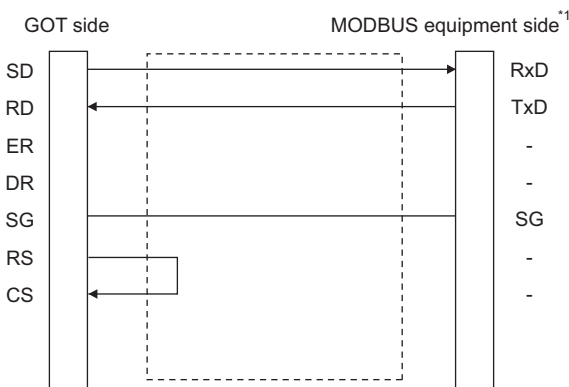 GOT side MODBUS equipment side*1
SD RxD
RD TxD
ER -
DR -
SG SG
RS -
CS -